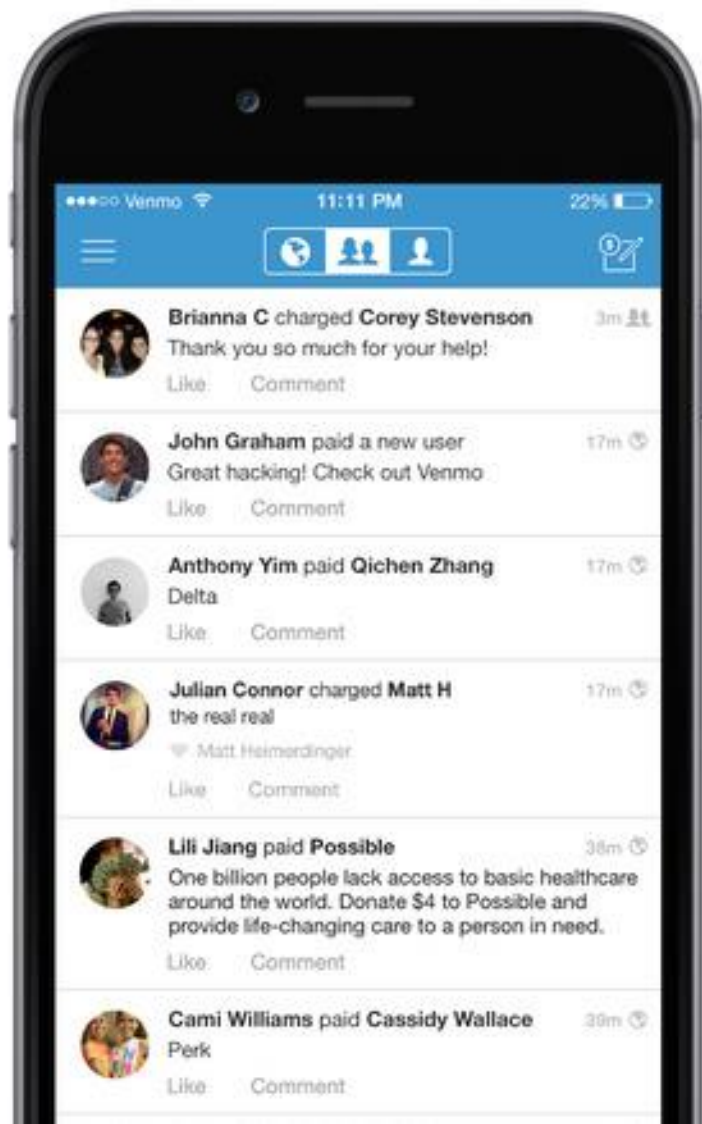 Venmo 11:11 PM 22%
Brianna C charged Corey Stevenson 3m
Thank you so much for your help!
Like Comment
John Graham paid a new user 17m
Great hacking! Check out Venmo
Like Comment
Anthony Yim paid Qichen Zhang 17m
Delta
Like Comment
Julian Connor charged Matt H 17m
the real real
Matt Heimerdinger
Like Comment
Lili Jiang paid Possible 38m
One billion people lack access to basic healthcare
around the world. Donate $4 to Possible and
provide life-changing care to a person in need.
Like Comment
Cami Williams paid Cassidy Wallace 39m
Perk
Like Comment